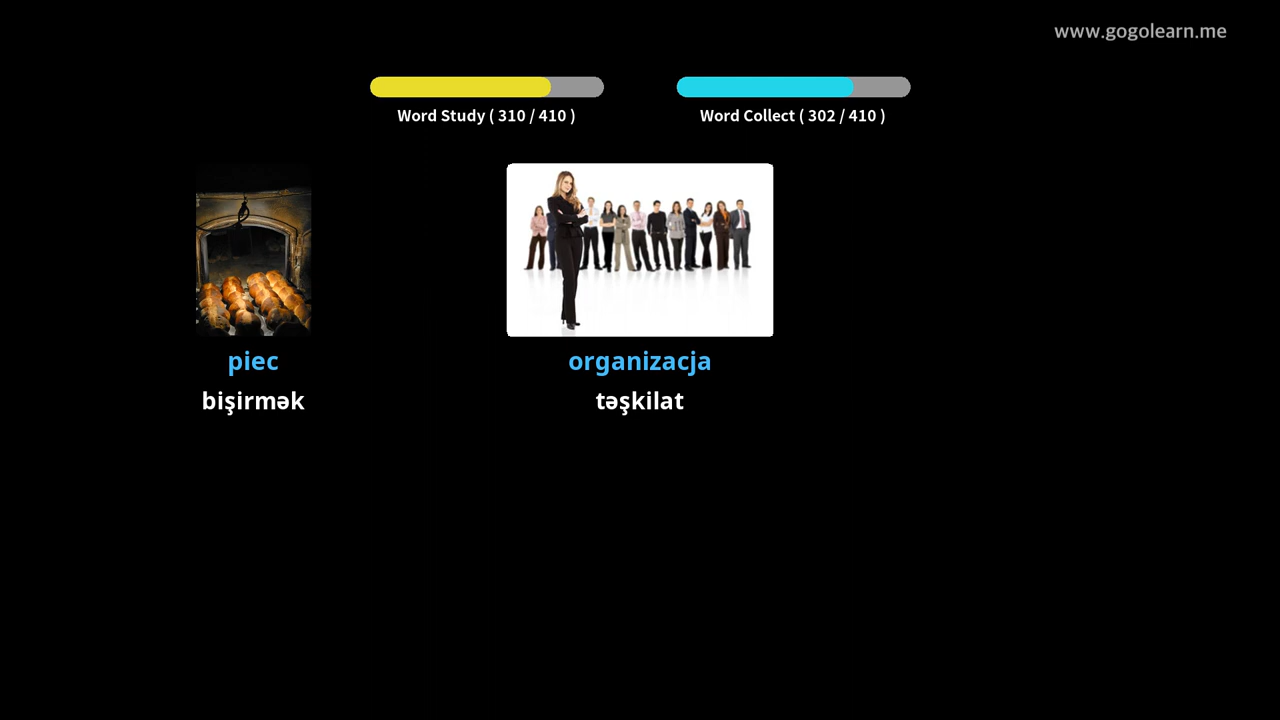 www.gogolearn.me
Word Study ( 310 / 410 )
Word Collect ( 302 / 410 )
piec
bişirmək
organizacja
təşkilat